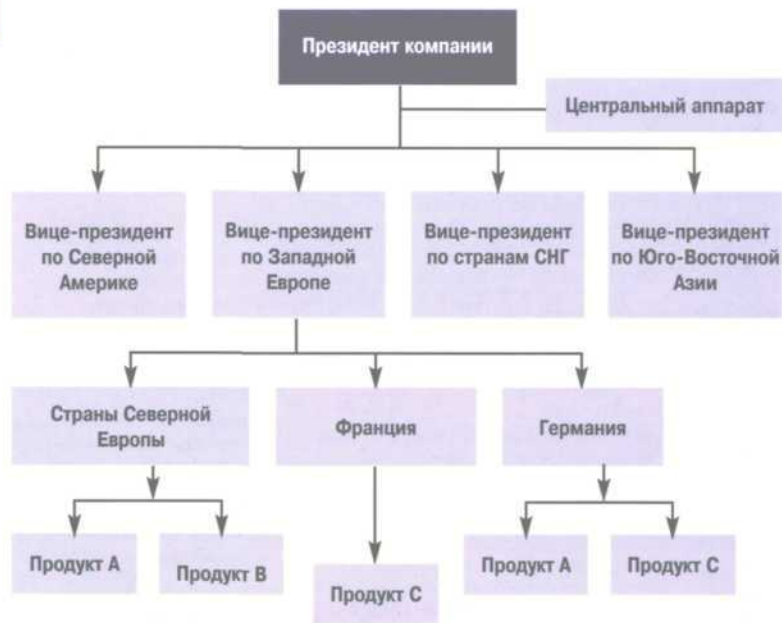 Президент компании
Центральный аппарат
Вице-президент
по Северной
Америке
Вице-президент
по Западной
Европе
Вице-президент
по странам СНГ
Вице-президент
по Юго-Восточной
Азии
Страны Северной
Европы
Франция
Германия
Продукт А
Продукт В
Продукт С
Продукт А
Продукт С